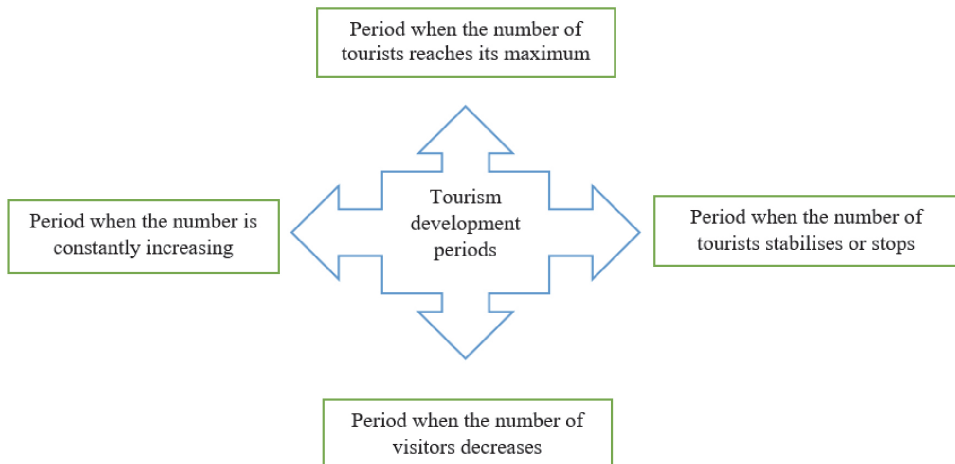 Period when the number of
tourists reaches its maximum
Period when the number is
constantly increasing
Tourism
development
periods
Period when the number of
tourists stabilises or stops
Period when the number of
visitors decreases